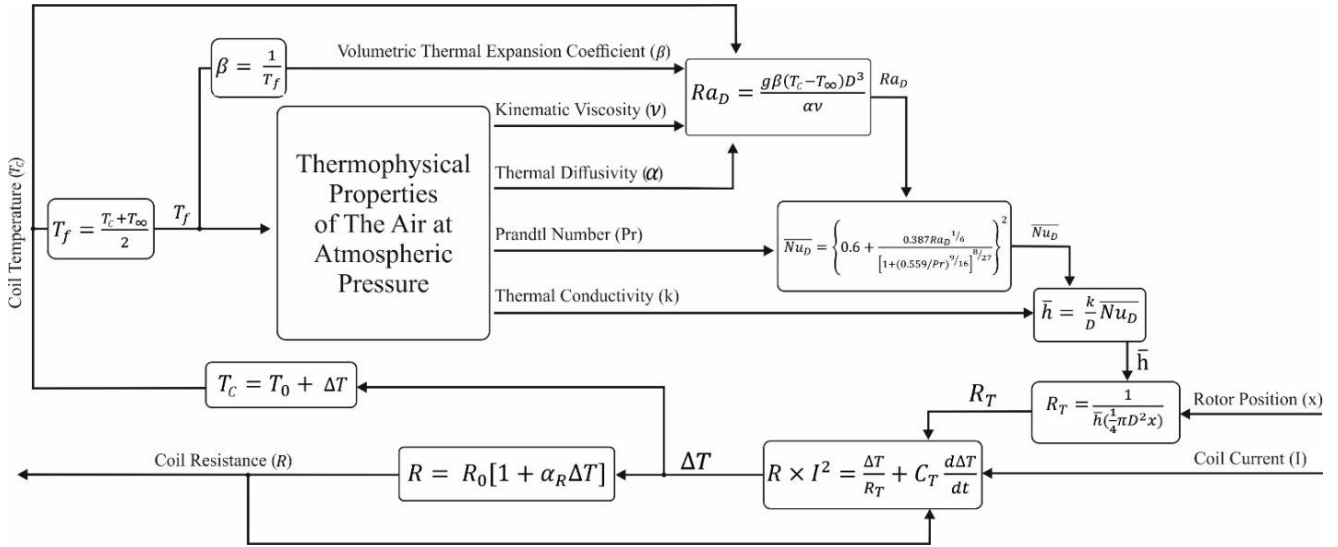 Volumetric Thermal Expansion Coefficient (β)
β = 1/T_f
Ra_D = gβ(T_c−T_∞)D³/αν
Ra_D
Kinematic Viscosity (ν)
Thermophysical
Properties
of The Air at
Atmospheric
Pressure
Thermal Diffusivity (α)
Coil Temperature (T_C)
T_f = T_c+T_∞/2
T_f
Prandtl Number (Pr)
\overline{Nu_D} = {0.6 + 0.387Ra_D^{1/6}/[1+(0.559/Pr)^{9/16}]^{8/27}}²
\overline{Nu_D}
Thermal Conductivity (k)
h̄ = k/D \overline{Nu_D}
h̄
T_C = T_0 + ΔT
R_T
R_T = 1/h̄(¼πD²x)
Rotor Position (x)
Coil Resistance (R)
R = R_0[1 + α_RΔT]
ΔT
R × I² = ΔT/R_T + C_T dΔT/dt
Coil Current (I)